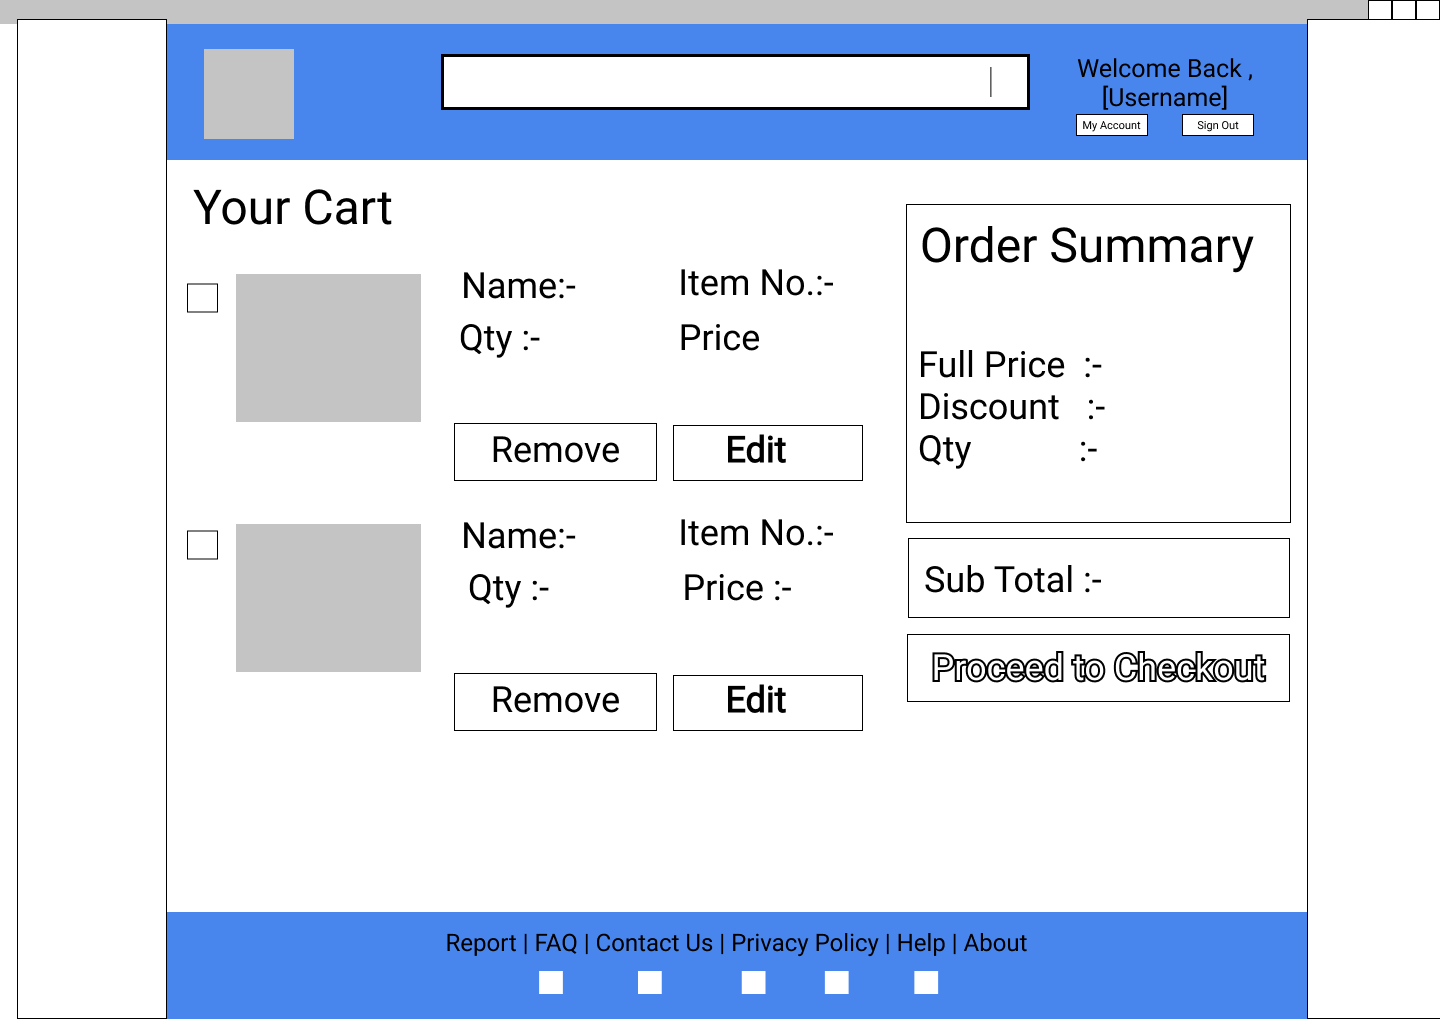 Welcome Back ,
[Username]
My Account
Sign Out
Your Cart
Name:-
Item No.:-
Qty :-
Price
Remove
Edit
Name:-
Item No.:-
Qty :-
Price :-
Remove
Edit
Order Summary
Full Price :-
Discount :-
Qty :-
Sub Total :-
Proceed to Checkout
Report | FAQ | Contact Us | Privacy Policy | Help | About